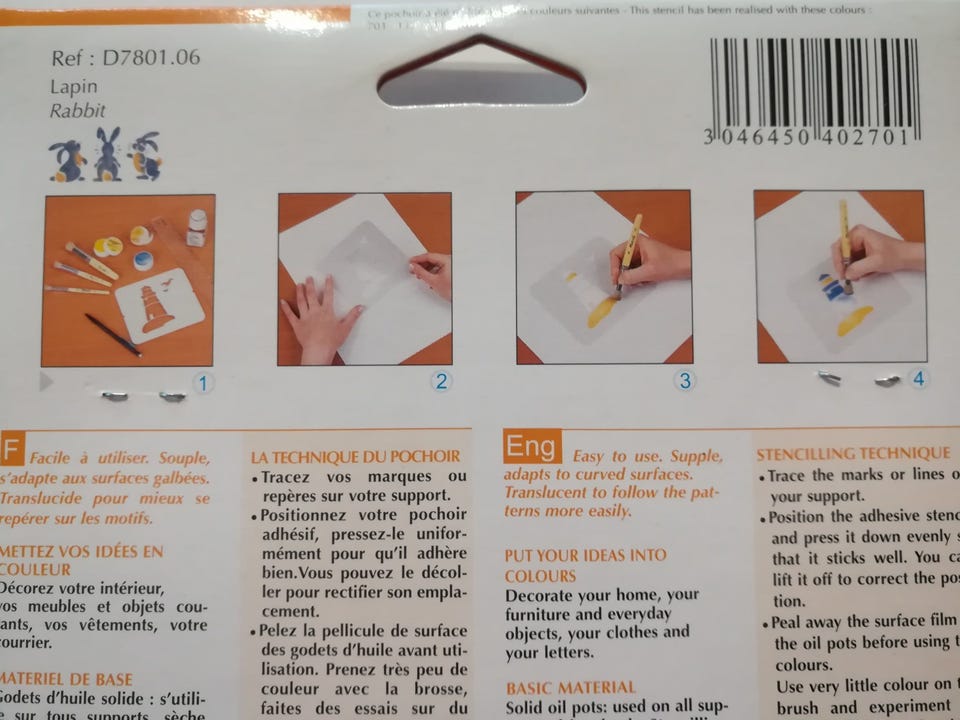 Ce pochoir a été couleurs suivantes - This stencil has been realised with these colours :
Ref : D7801.06
Lapin
Rabbit
3 046450 402701
1
2
3
4
F
Facile à utiliser. Souple,
s'adapte aux surfaces galbées.
Translucide pour mieux se
repérer sur les motifs.
METTEZ VOS IDÉES EN
COULEUR
Décorez votre intérieur,
vos meubles et objets cou-
rants, vos vêtements, votre
courrier.
MATERIEL DE BASE
Godets d'huile solide : s'utili-
se sur tous supports, sèche
LA TECHNIQUE DU POCHOIR
• Tracez vos marques ou
repères sur votre support.
• Positionnez votre pochoir
adhésif, pressez-le unifor-
mément pour qu'il adhère
bien.Vous pouvez le décol-
ler pour rectifier son empla-
cement.
• Pelez la pellicule de surface
des godets d'huile avant uti-
lisation. Prenez très peu de
couleur avec la brosse,
faites des essais sur du
Eng
Easy to use. Supple,
adapts to curved surfaces.
Translucent to follow the pat-
terns more easily.
PUT YOUR IDEAS INTO
COLOURS
Decorate your home, your
furniture and everyday
objects, your clothes and
your letters.
BASIC MATERIAL
Solid oil pots: used on all sup-
STENCILLING TECHNIQUE
• Trace the marks or lines o
your support.
• Position the adhesive stenc
and press it down evenly s
that it sticks well. You ca
lift it off to correct the pos
tion.
• Peal away the surface film
the oil pots before using t
colours.
Use very little colour on t
brush and experiment